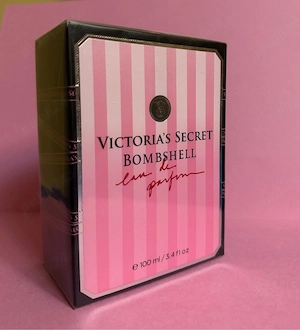 VICTORIA'S SECRET
BOMBSHELL
eau de
parfum
℮ 100 ml / 3.4 fl oz